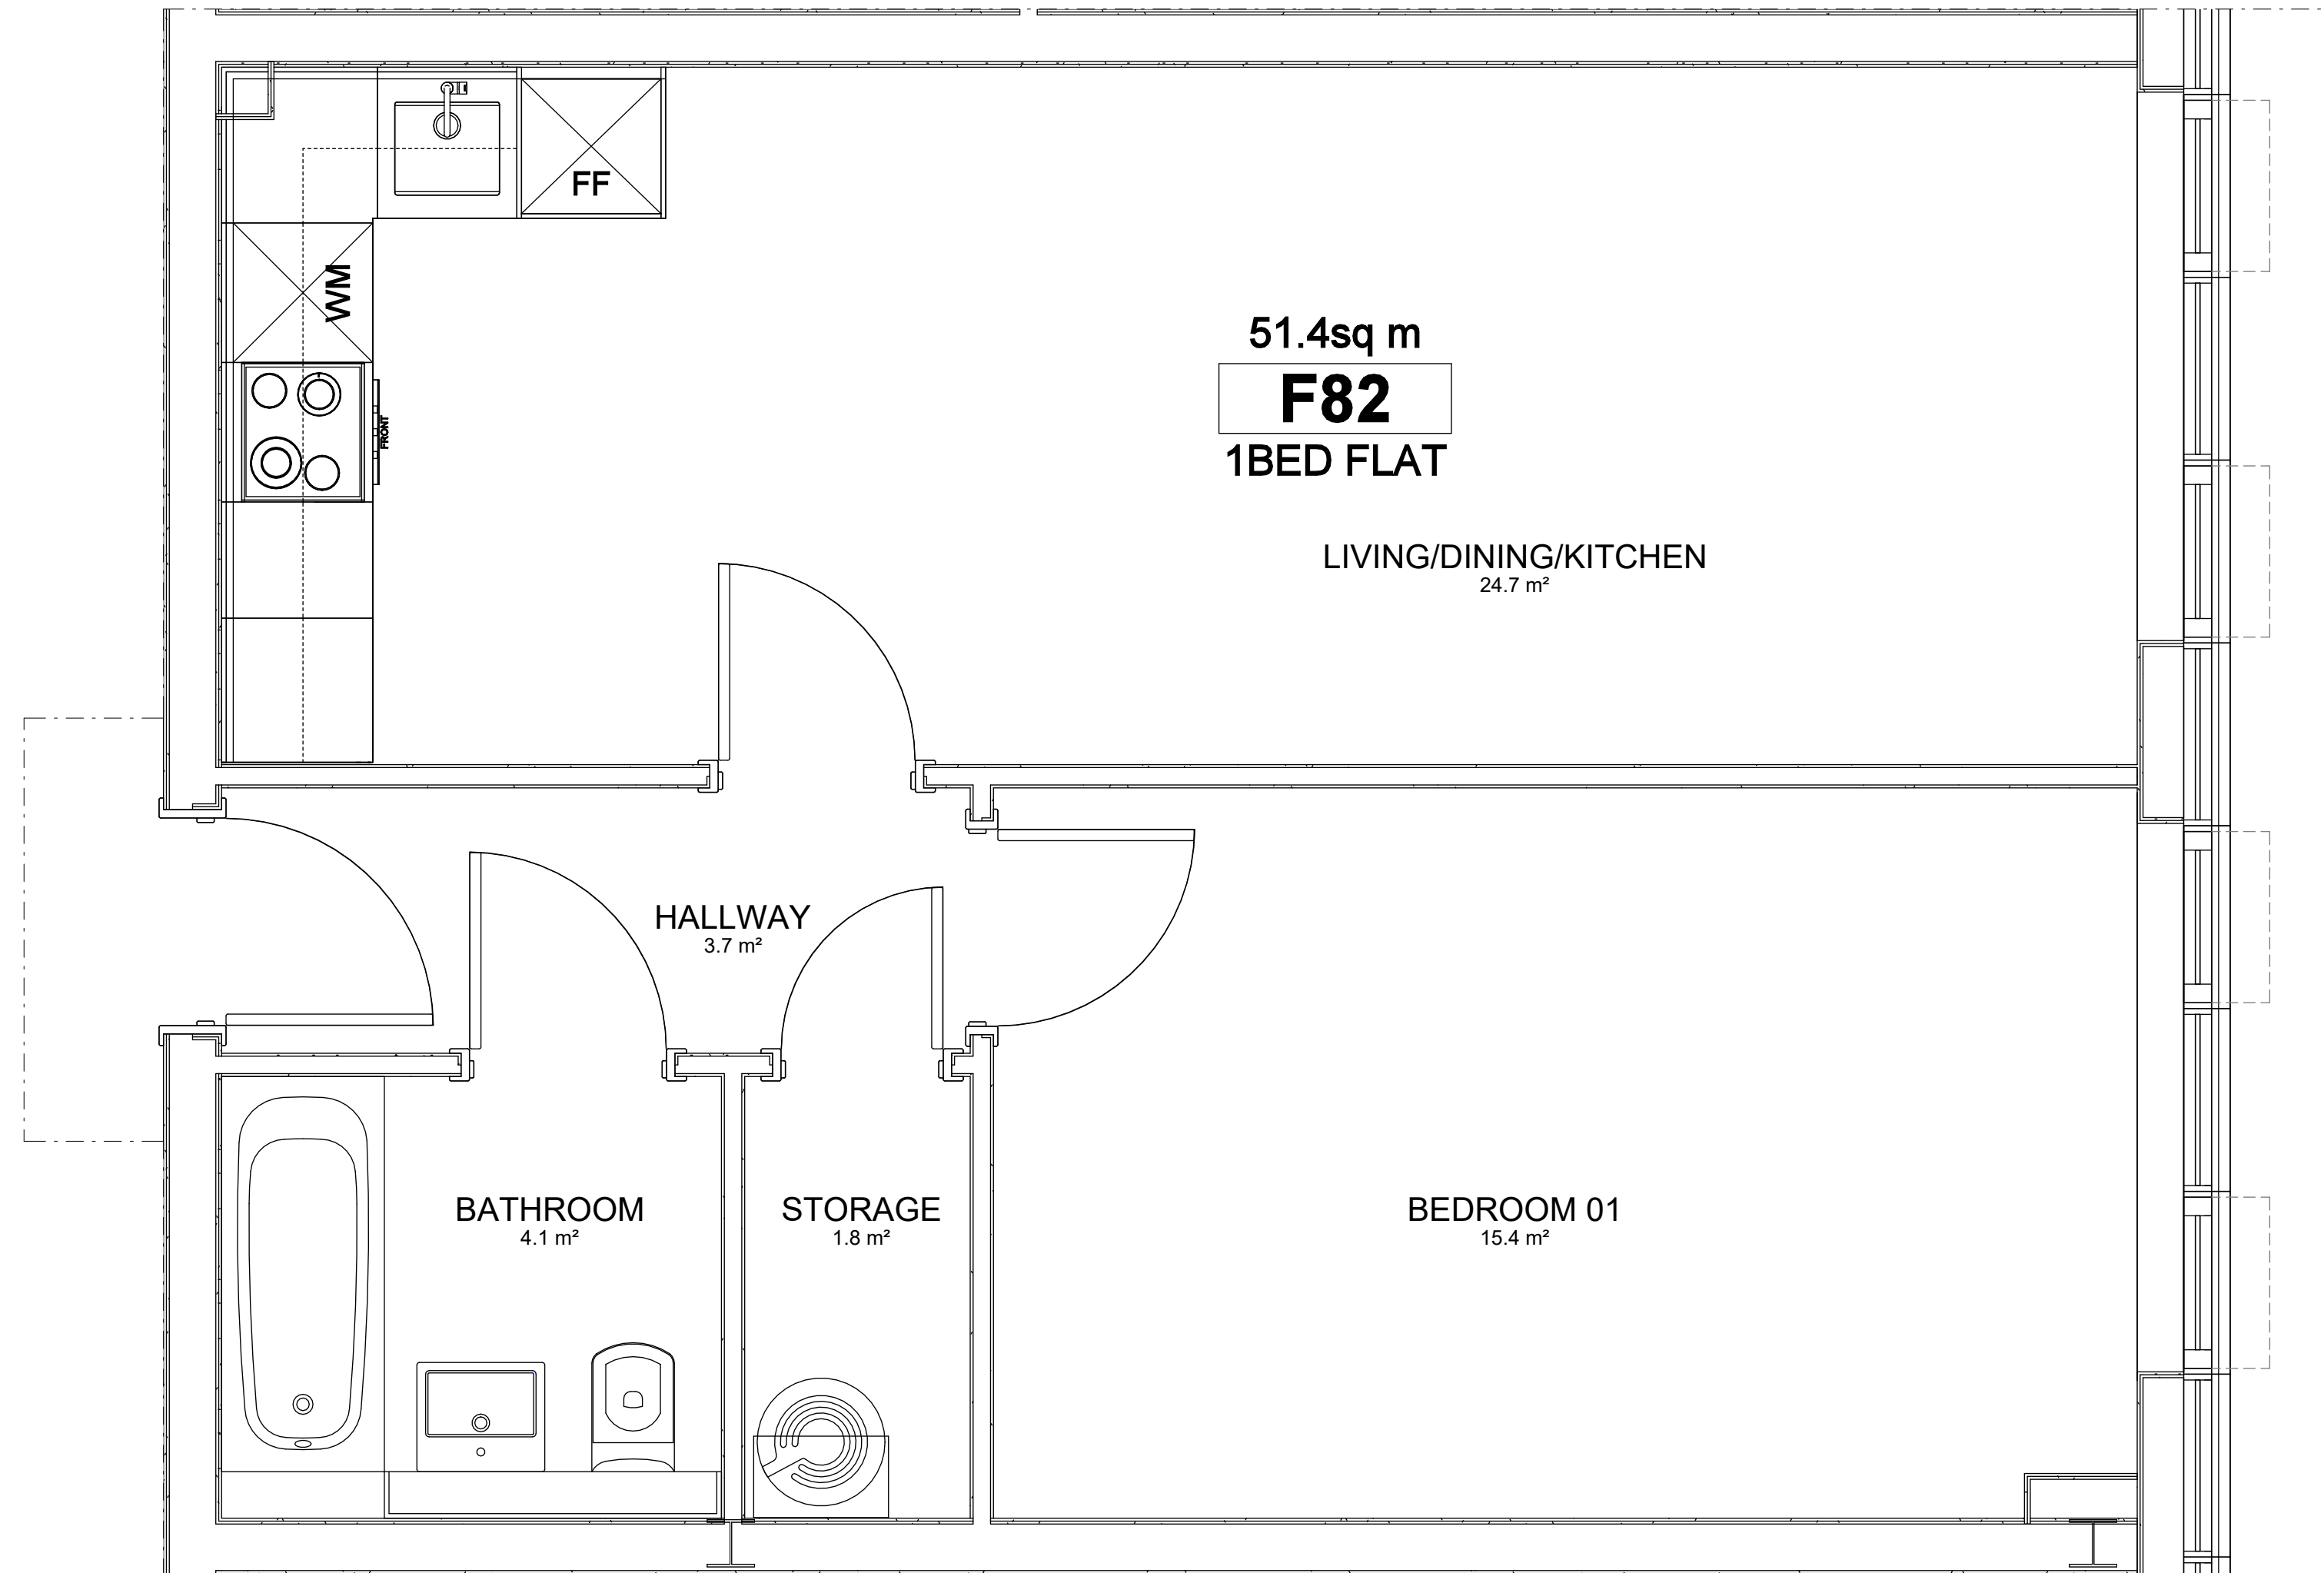 FF
WM
FRONT
51.4sq m
F82
1BED FLAT
LIVING/DINING/KITCHEN
24.7 m²
HALLWAY
3.7 m²
BATHROOM
4.1 m²
STORAGE
1.8 m²
BEDROOM 01
15.4 m²